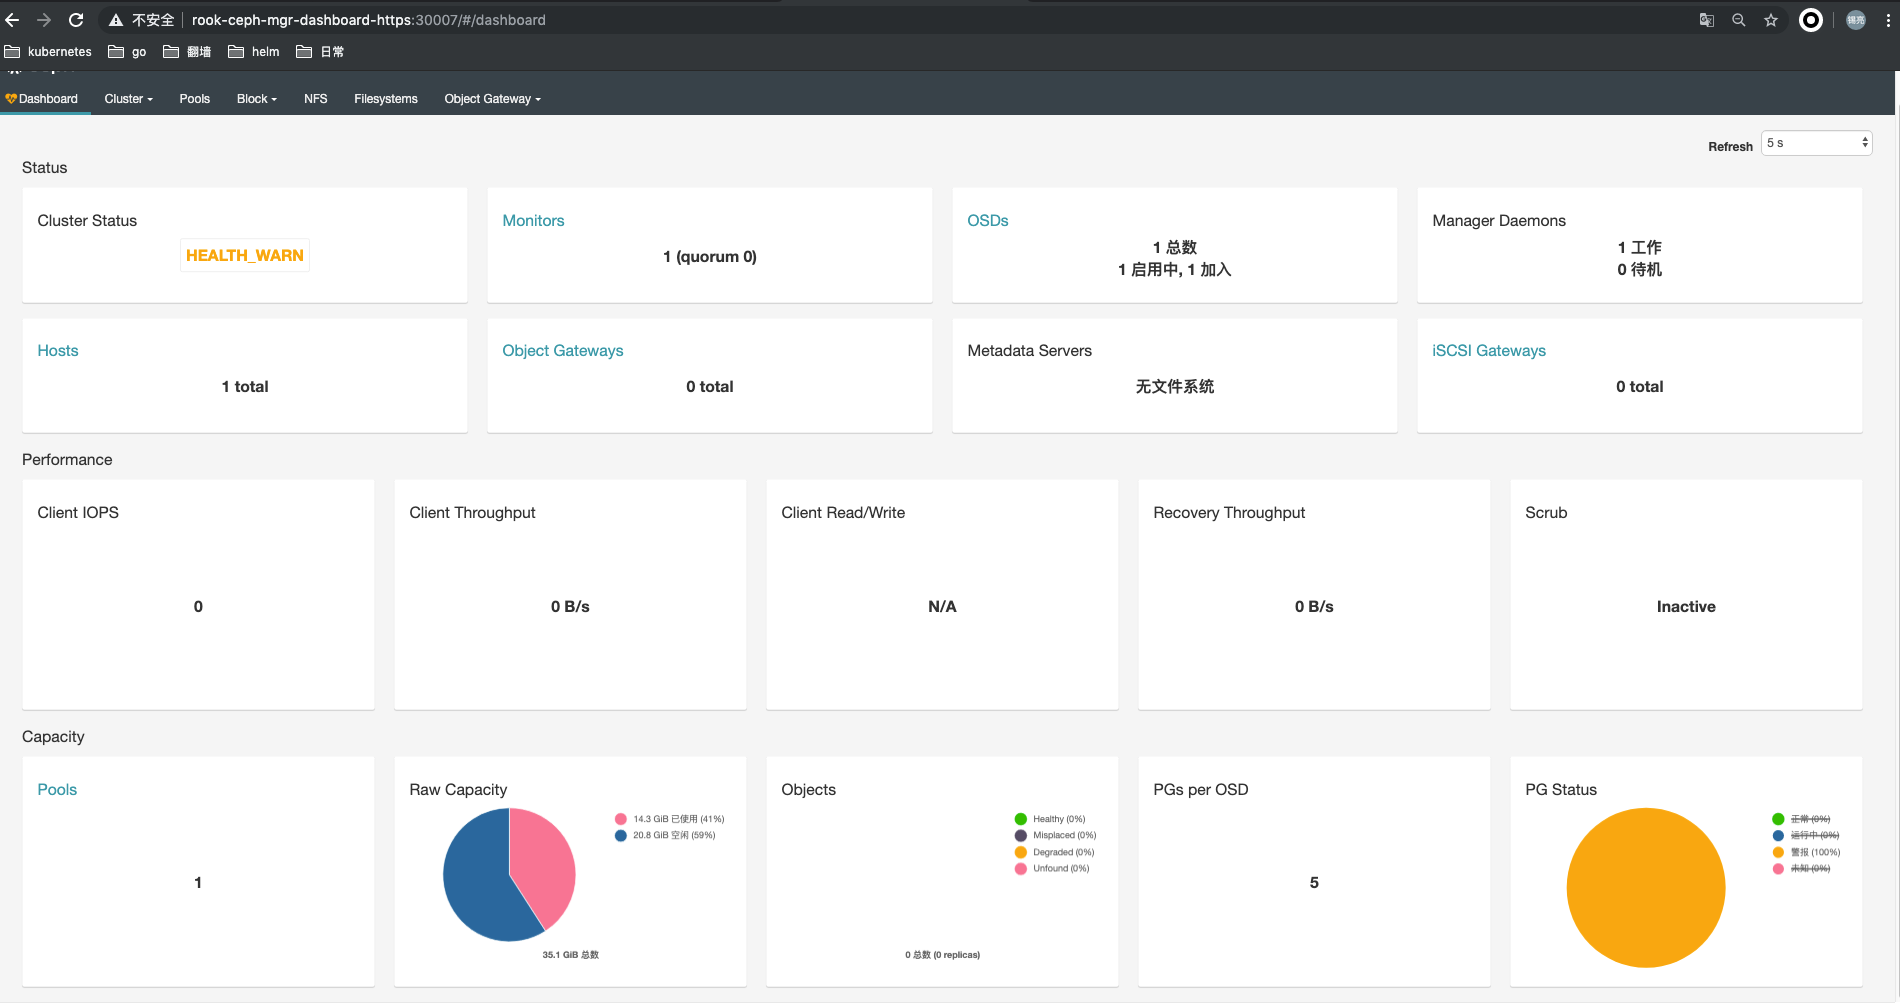 不安全 rook-ceph-mgr-dashboard-https:30007/#/dashboard
kubernetes go 翻墙 helm 日常
Dashboard Cluster Pools Block NFS Filesystems Object Gateway
Refresh 5 s
Status
Cluster Status
HEALTH_WARN
Monitors
1 (quorum 0)
OSDs
1 总数
1 启用中, 1 加入
Manager Daemons
1 工作
0 待机
Hosts
1 total
Object Gateways
0 total
Metadata Servers
无文件系统
iSCSI Gateways
0 total
Performance
Client IOPS
0
Client Throughput
0 B/s
Client Read/Write
N/A
Recovery Throughput
0 B/s
Scrub
Inactive
Capacity
Pools
1
Raw Capacity
14.3 GiB 已使用 (41%)
20.8 GiB 空闲 (59%)
35.1 GiB 总数
Objects
Healthy (0%)
Misplaced (0%)
Degraded (0%)
Unfound (0%)
0 总数 (0 replicas)
PGs per OSD
5
PG Status
正常 (0%)
运行中 (0%)
警报 (100%)
未知 (0%)